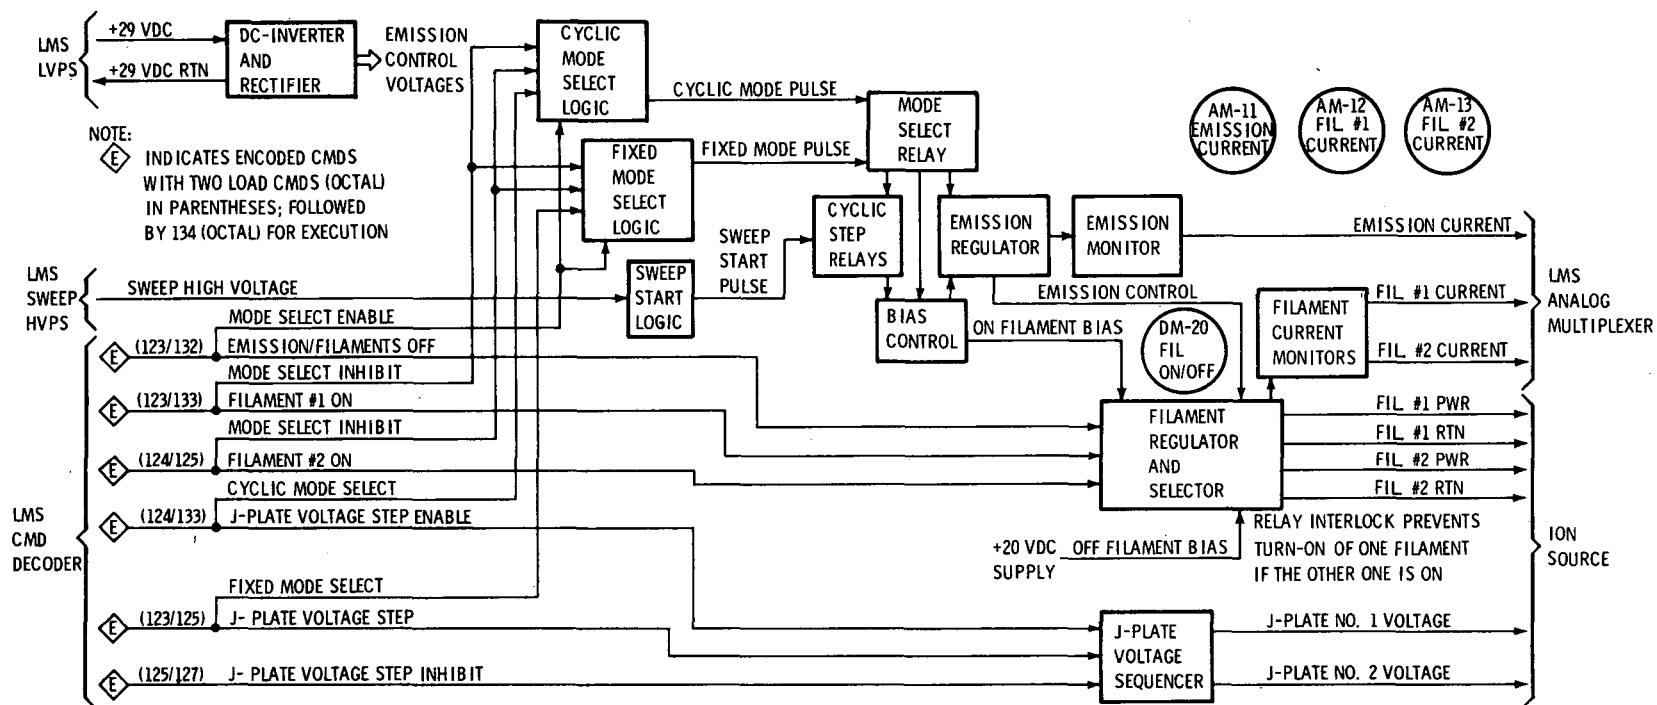 LMS
LVPS
+29 VDC
+29 VDC RTN
DC-INVERTER
AND
RECTIFIER
EMISSION
CONTROL
VOLTAGES
NOTE:
E
INDICATES ENCODED CMDS
WITH TWO LOAD CMDS (OCTAL)
IN PARENTHESES; FOLLOWED
BY 134 (OCTAL) FOR EXECUTION
CYCLIC
MODE
SELECT
LOGIC
CYCLIC MODE PULSE
FIXED
MODE
SELECT
LOGIC
FIXED MODE PULSE
MODE
SELECT
RELAY
AM-11
EMISSION
CURRENT
AM-12
FIL #1
CURRENT
AM-13
FIL #2
CURRENT
LMS
SWEEP
HVPS
SWEEP HIGH VOLTAGE
SWEEP
START
LOGIC
SWEEP
START
PULSE
CYCLIC
STEP
RELAYS
EMISSION
REGULATOR
EMISSION
MONITOR
EMISSION CURRENT
BIAS
CONTROL
EMISSION CONTROL
ON FILAMENT BIAS
DM-20
FIL
ON/OFF
FILAMENT
CURRENT
MONITORS
FIL #1 CURRENT
FIL #2 CURRENT
LMS
ANALOG
MULTIPLEXER
LMS
CMD
DECODER
MODE SELECT ENABLE
E (123/132) EMISSION/FILAMENTS OFF
MODE SELECT INHIBIT
E (123/133) FILAMENT #1 ON
MODE SELECT INHIBIT
E (124/125) FILAMENT #2 ON
CYCLIC MODE SELECT
E (124/133) J-PLATE VOLTAGE STEP ENABLE
FIXED MODE SELECT
E (123/125) J- PLATE VOLTAGE STEP
E (125/127) J- PLATE VOLTAGE STEP INHIBIT
FILAMENT
REGULATOR
AND
SELECTOR
FIL #1 PWR
FIL #1 RTN
FIL #2 PWR
FIL #2 RTN
+20 VDC
SUPPLY
OFF FILAMENT BIAS
RELAY INTERLOCK PREVENTS
TURN-ON OF ONE FILAMENT
IF THE OTHER ONE IS ON
J-PLATE
VOLTAGE
SEQUENCER
J-PLATE NO. 1 VOLTAGE
J-PLATE NO. 2 VOLTAGE
ION
SOURCE